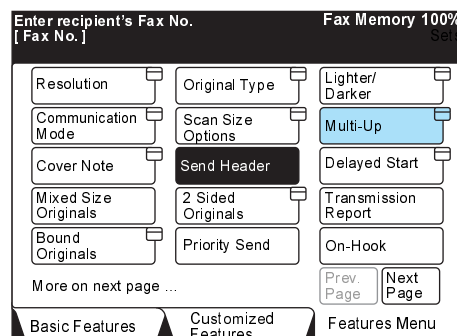 Enter recipient's Fax No.
Fax Memory 100%
[ Fax No. ]
Resolution
Original Type
Lighter/
Darker
Communication
Mode
Scan Size
Options
Multi-Up
Cover Note
Send Header
Delayed Start
Mixed Size
Originals
2 Sided
Originals
Transmission
Report
Bound
Originals
Priority Send
On-Hook
More on next page ...
Prev.
Page
Next
Page
Basic Features
Customized
Features
Features Menu